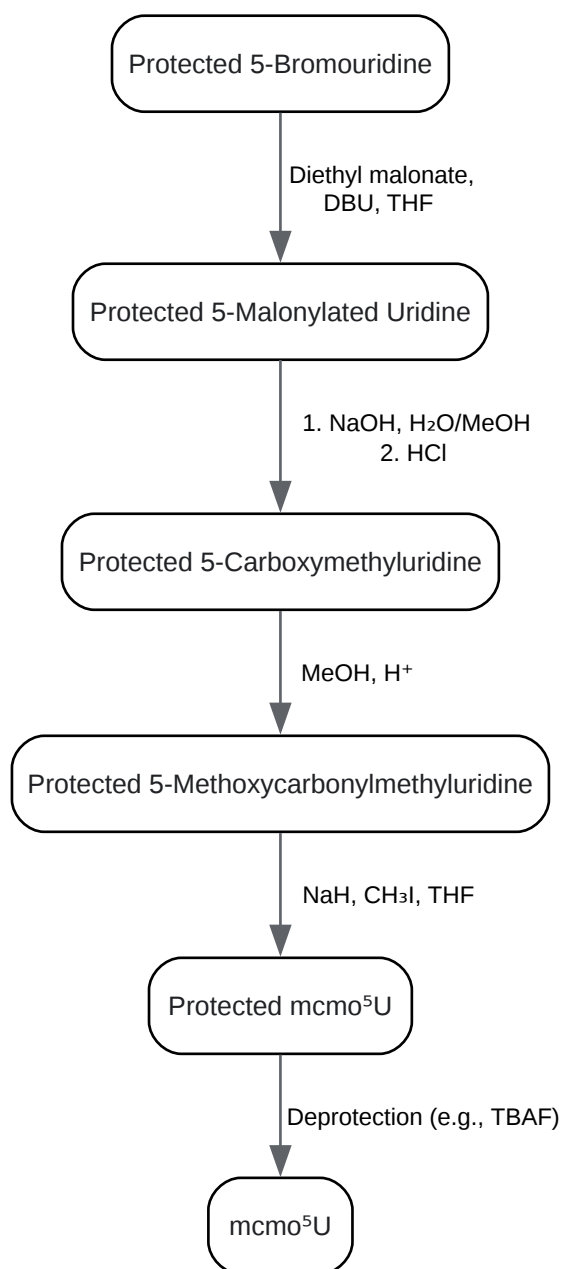 Protected 5-Bromouridine
Diethyl malonate,
DBU, THF
Protected 5-Malonylated Uridine
1. NaOH, H₂O/MeOH
2. HCl
Protected 5-Carboxymethyluridine
MeOH, H⁺
Protected 5-Methoxycarbonylmethyluridine
NaH, CH₃I, THF
Protected mcmo⁵U
Deprotection (e.g., TBAF)
mcmo⁵U